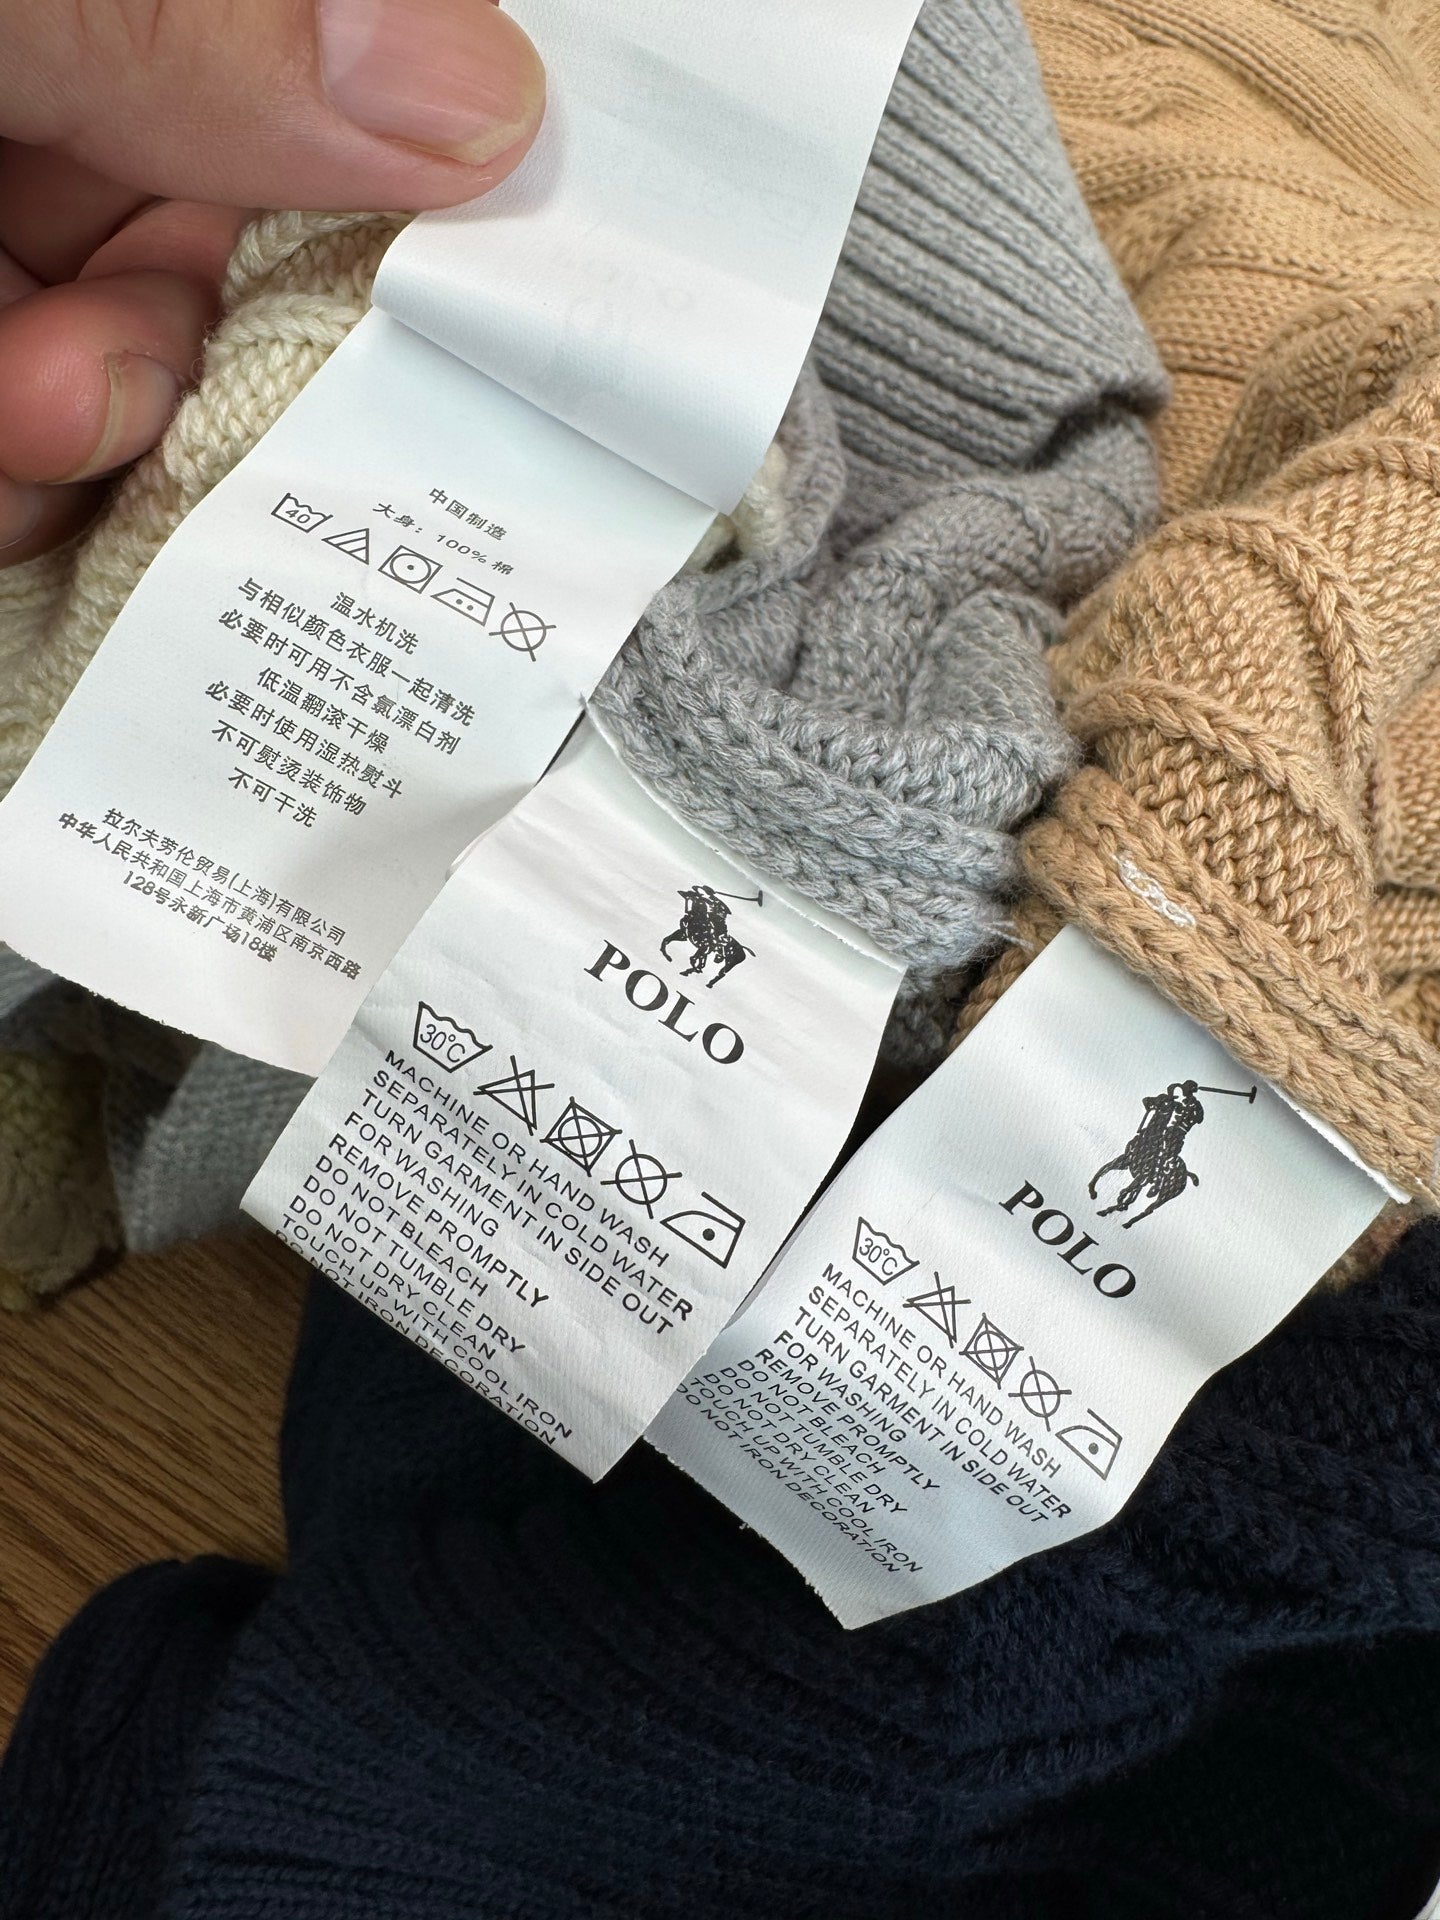 中国制造
大身：100% 棉
40
温水机洗
与相似颜色衣服一起清洗
必要时可用不含氯漂白剂
低温翻滚干燥
必要时使用湿热熨斗
不可熨烫装饰物
不可干洗
拉尔夫劳伦贸易(上海)有限公司
中华人民共和国上海市黄浦区南京西路
128号永新广场18楼
POLO
30°C
MACHINE OR HAND WASH
SEPARATELY IN COLD WATER
TURN GARMENT IN SIDE OUT
FOR WASHING
REMOVE PROMPTLY
DO NOT BLEACH
DO NOT TUMBLE DRY
DO NOT DRY CLEAN
TOUCH UP WITH COOL IRON
NOT IRON DECORATION
POLO
30°C
MACHINE OR HAND WASH
SEPARATELY IN COLD WATER
TURN GARMENT IN SIDE OUT
FOR WASHING
REMOVE PROMPTLY
DO NOT BLEACH
DO NOT TUMBLE DRY
DO NOT DRY CLEAN
TOUCH UP WITH COOL IRON
DO NOT IRON DECORATION